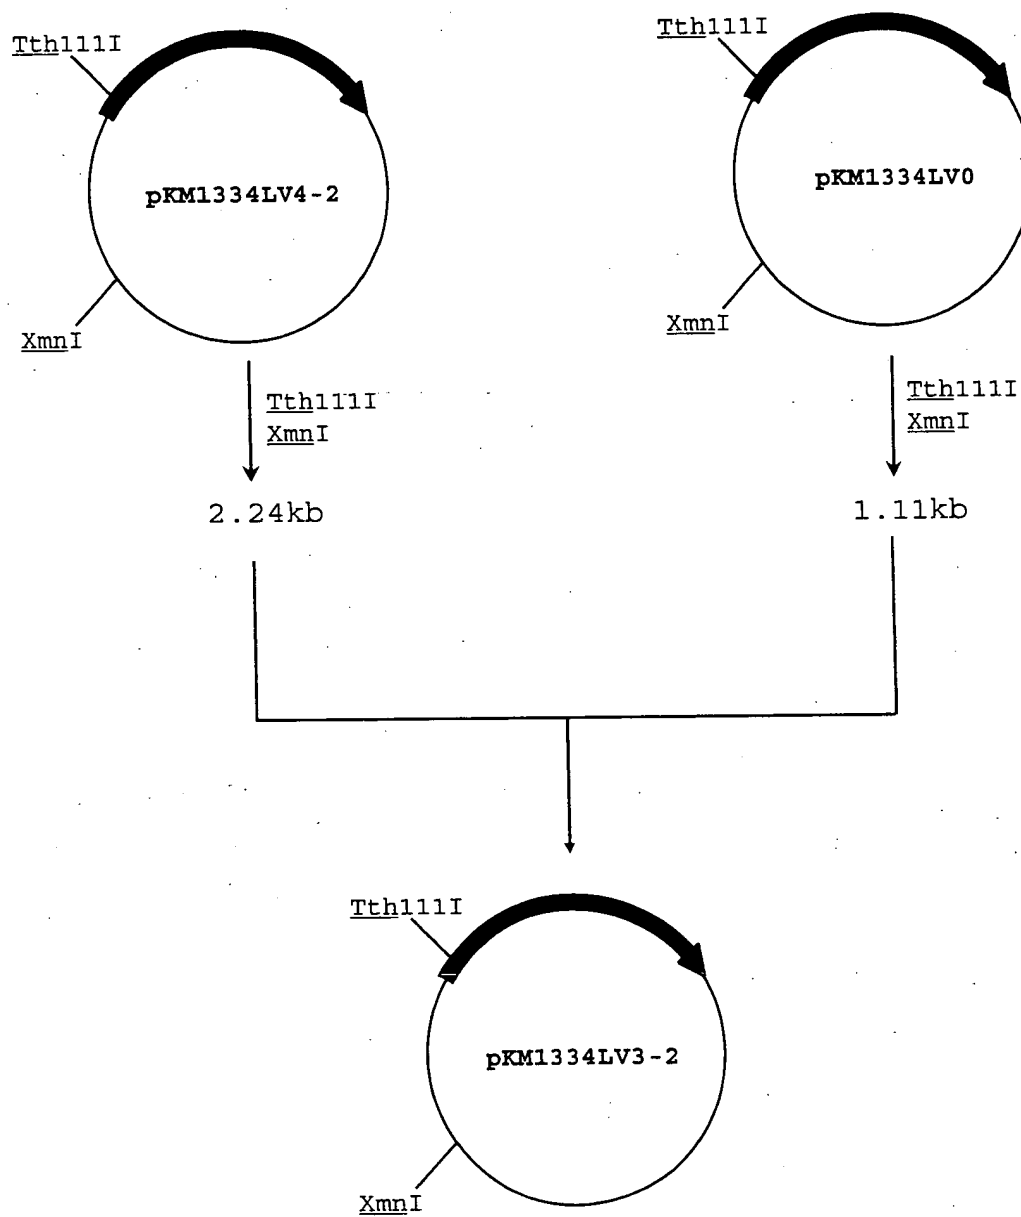 Tth111I
Tth111I
pKM1334LV4-2
pKM1334LV0
XmnI
XmnI
Tth111I
XmnI
Tth111I
XmnI
2.24kb
1.11kb
Tth111I
pKM1334LV3-2
XmnI